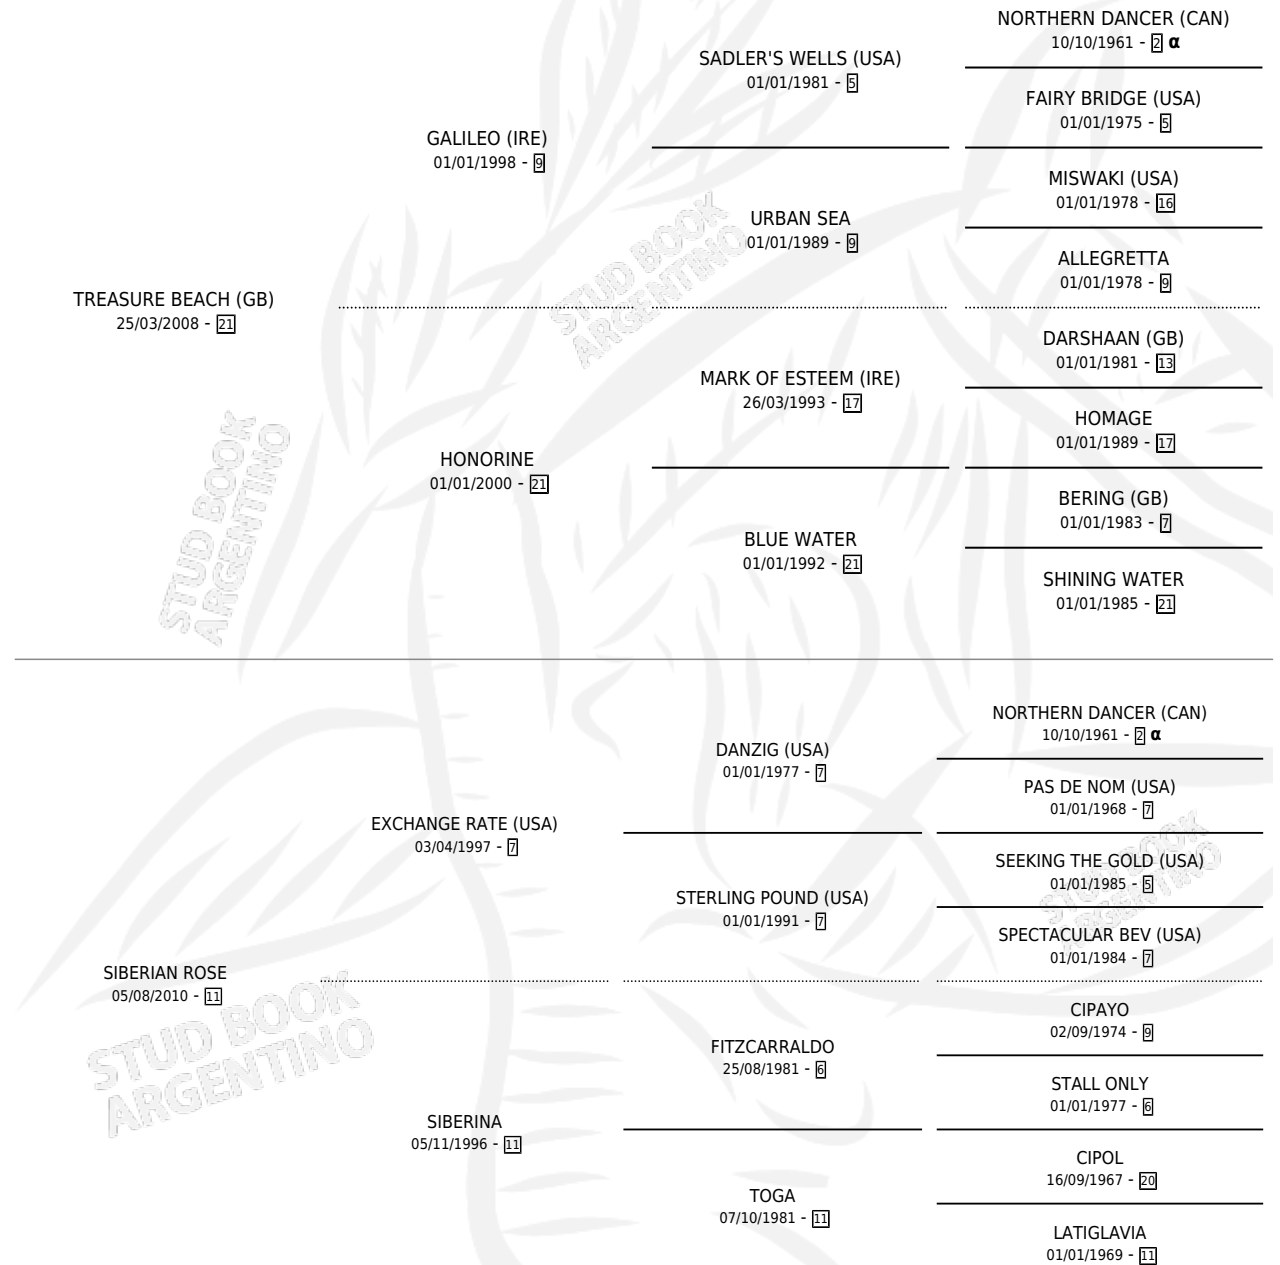 NORTHERN DANCER (CAN)
10/10/1961 - 2 α
SADLER'S WELLS (USA)
01/01/1981 - 5
FAIRY BRIDGE (USA)
01/01/1975 - 5
GALILEO (IRE)
01/01/1998 - 9
MISWAKI (USA)
01/01/1978 - 16
URBAN SEA
01/01/1989 - 9
ALLEGRETTA
01/01/1978 - 9
TREASURE BEACH (GB)
25/03/2008 - 21
STUD BOOK
ARGENTINO
DARSHAAN (GB)
01/01/1981 - 13
MARK OF ESTEEM (IRE)
26/03/1993 - 17
HOMAGE
01/01/1989 - 17
HONORINE
01/01/2000 - 21
BERING (GB)
01/01/1983 - 7
BLUE WATER
01/01/1992 - 21
SHINING WATER
01/01/1985 - 21
STUD BOOK
ARGENTINO
NORTHERN DANCER (CAN)
10/10/1961 - 2 α
DANZIG (USA)
01/01/1977 - 7
PAS DE NOM (USA)
01/01/1968 - 7
EXCHANGE RATE (USA)
03/04/1997 - 7
SEEKING THE GOLD (USA)
01/01/1985 - 5
STUD BOOK
ARGENTINO
STERLING POUND (USA)
01/01/1991 - 7
SPECTACULAR BEV (USA)
01/01/1984 - 7
SIBERIAN ROSE
05/08/2010 - 11
STUD BOOK
ARGENTINO
CIPAYO
02/09/1974 - 9
FITZCARRALDO
25/08/1981 - 6
STALL ONLY
01/01/1977 - 6
SIBERINA
05/11/1996 - 11
CIPOL
16/09/1967 - 20
TOGA
07/10/1981 - 11
LATIGLAVIA
01/01/1969 - 11